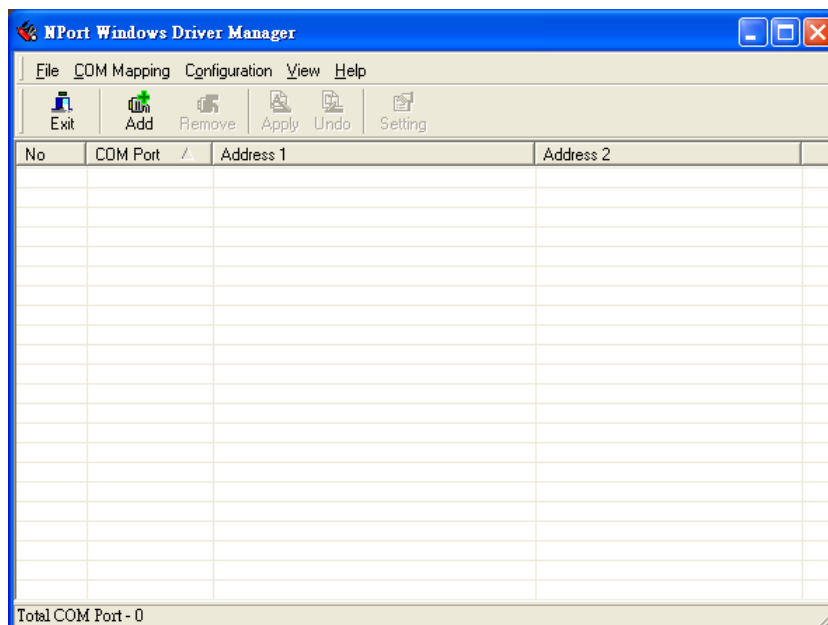 NPort Windows Driver Manager
File COM Mapping Configuration View Help
Exit Add Remove Apply Undo Setting
No COM Port Address 1 Address 2
Total COM Port - 0